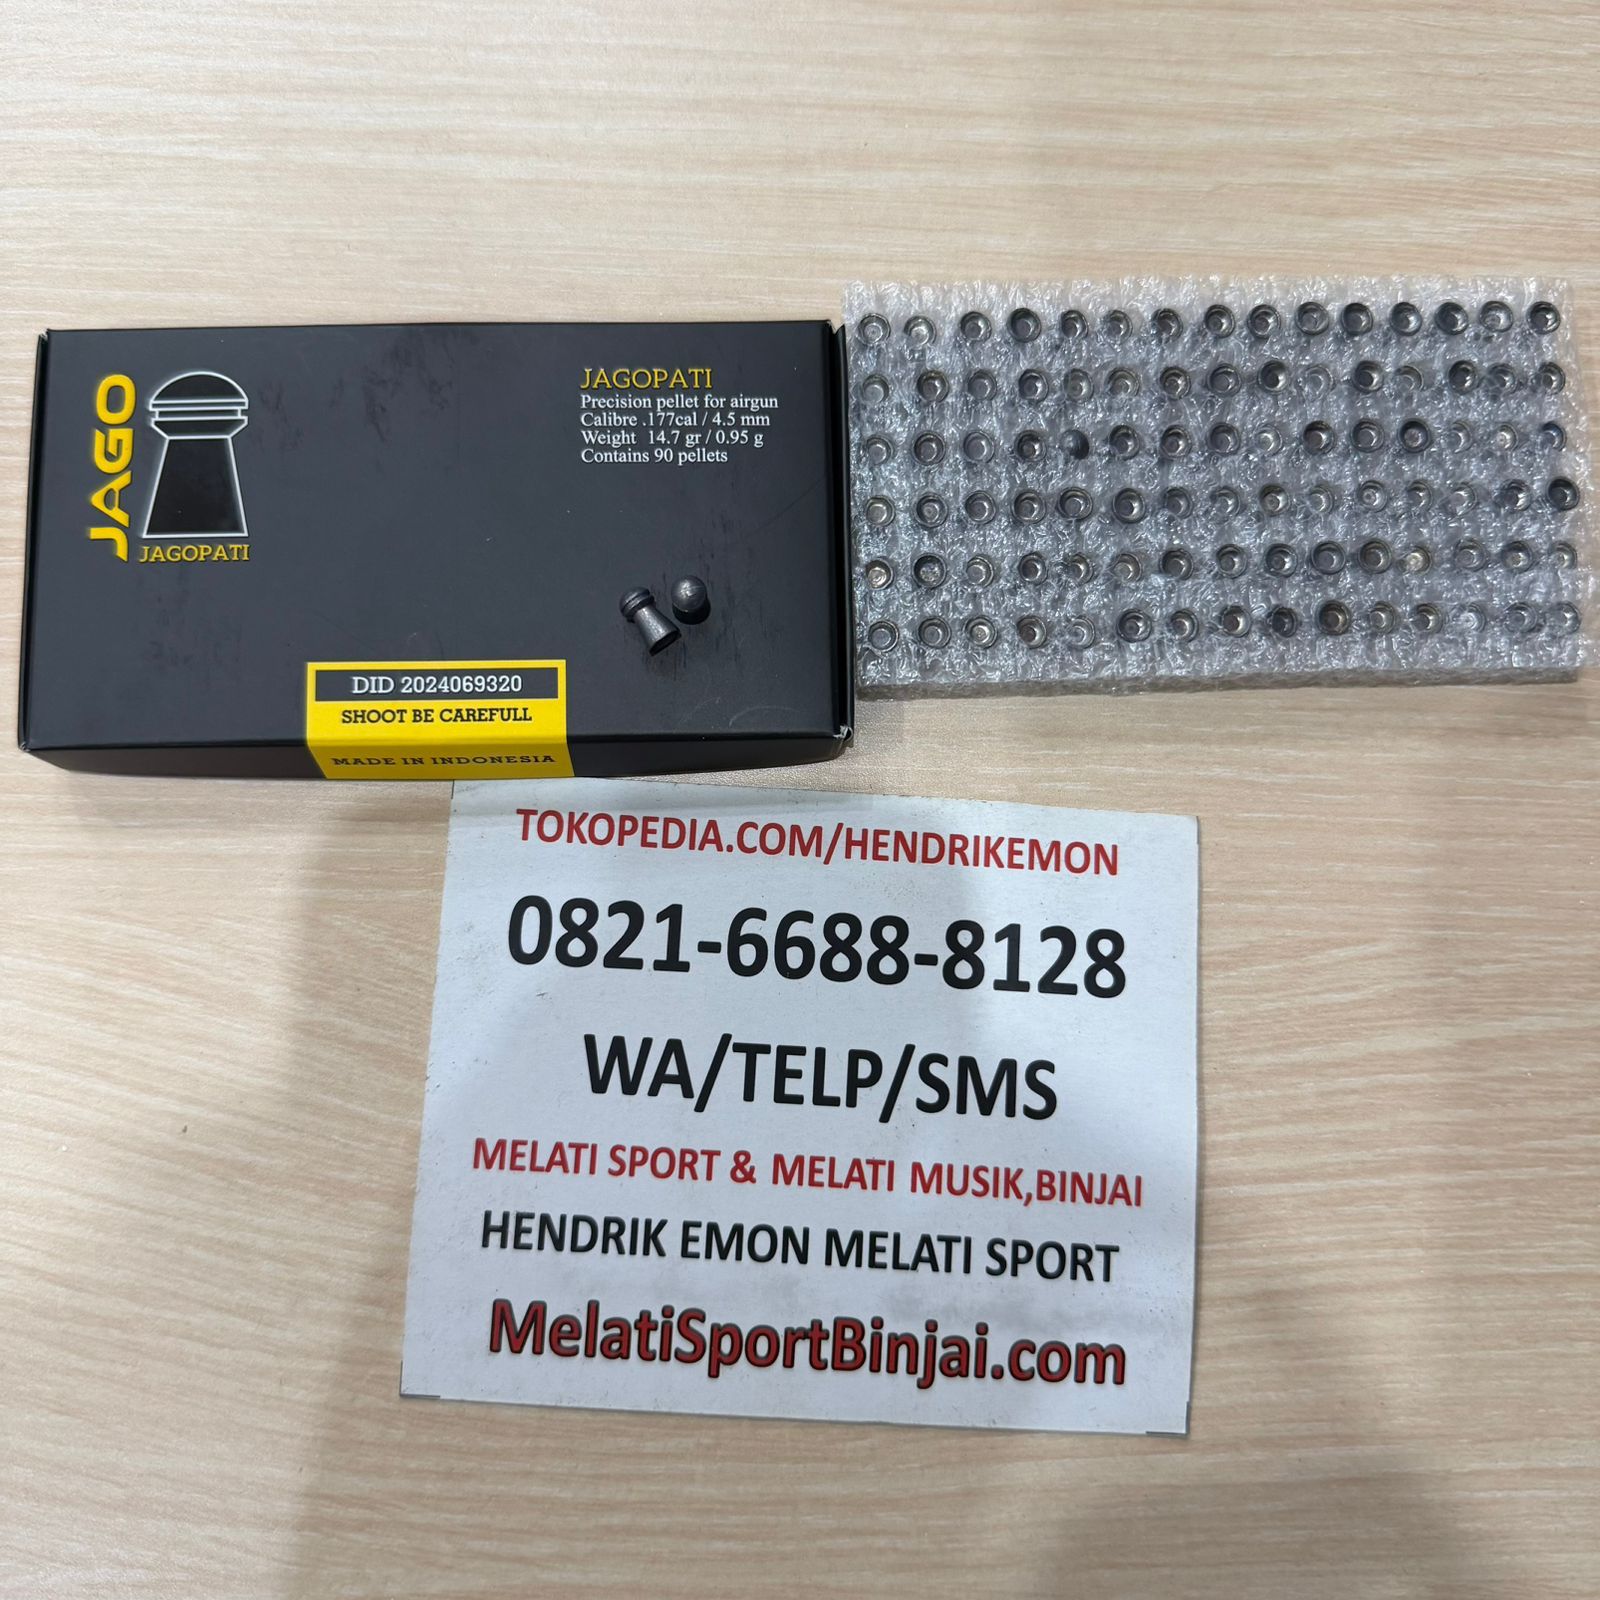 JAGO
JAGOPATI
JAGOPATI
Precision pellet for airgun
Calibre .177cal / 4.5 mm
Weight 14.7 gr / 0.95 g
Contains 90 pellets
DID 2024069320
SHOOT BE CAREFULL
MADE IN INDONESIA
TOKOPEDIA.COM/HENDRIKEMON
0821-6688-8128
WA/TELP/SMS
MELATI SPORT & MELATI MUSIK,BINJAI
HENDRIK EMON MELATI SPORT
MelatiSportBinjai.com